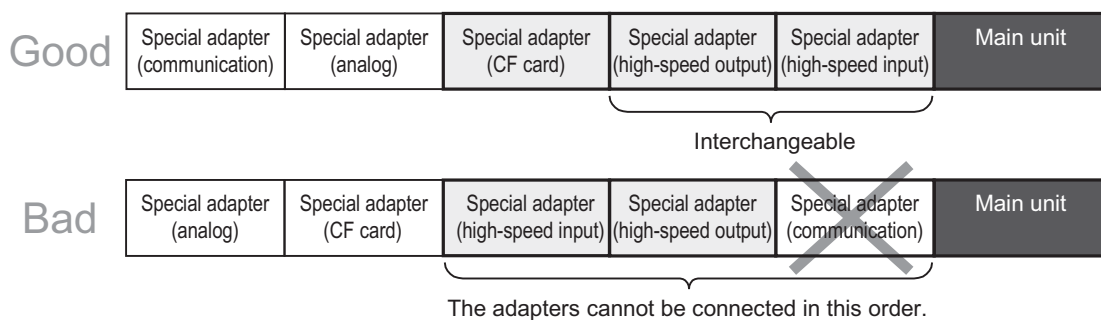 Good
Special adapter
(communication)
Special adapter
(analog)
Special adapter
(CF card)
Special adapter
(high-speed output)
Special adapter
(high-speed input)
Main unit
Interchangeable
Bad
Special adapter
(analog)
Special adapter
(CF card)
Special adapter
(high-speed input)
Special adapter
(high-speed output)
Special adapter
(communication)
Main unit
The adapters cannot be connected in this order.